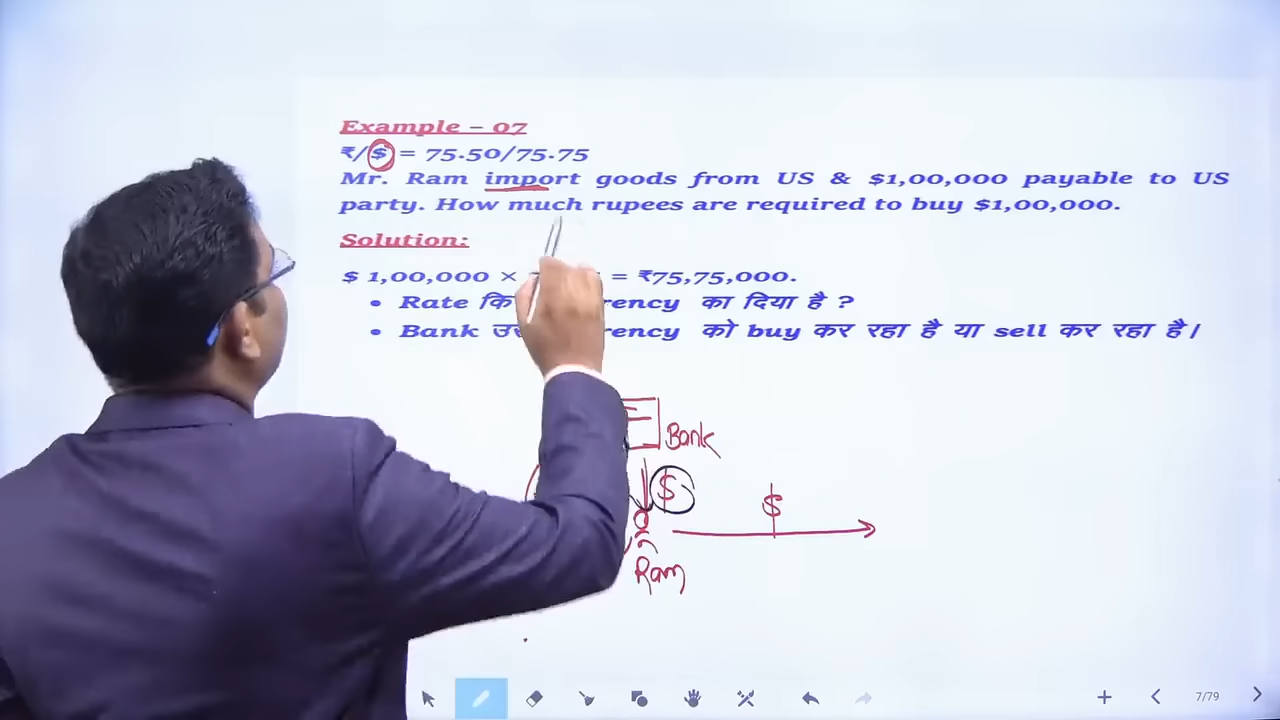 Example – 07
₹/$ = 75.50/75.75
Mr. Ram import goods from US & $1,00,000 payable to US
party. How much rupees are required to buy $1,00,000.
Solution:
$ 1,00,000 × = ₹75,75,000.
• Rate का दिया है ?
• Bank को buy कर रहा है या sell कर रहा है।
Bank
$
$
Ram
7/79